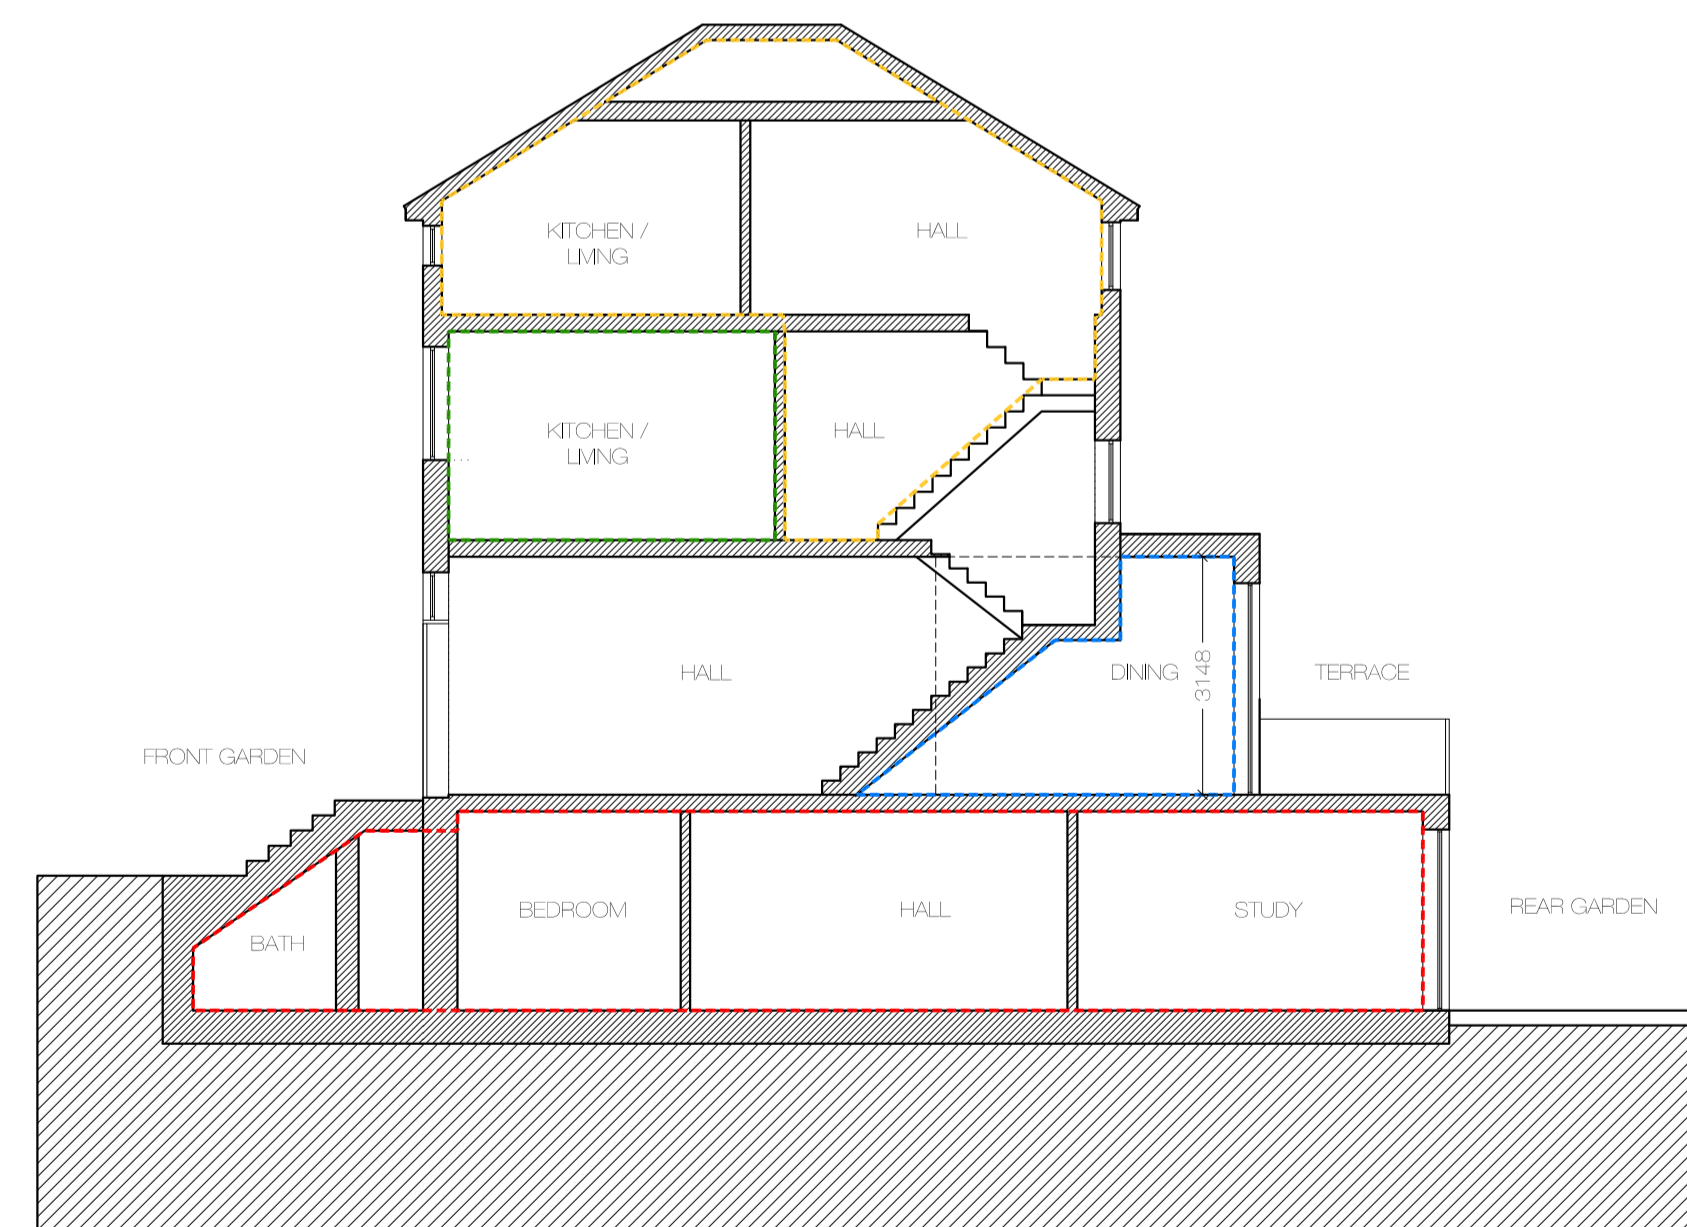 KITCHEN /
LIVING
HALL
KITCHEN /
LIVING
HALL
HALL
DINING
3148
TERRACE
FRONT GARDEN
BATH
BEDROOM
HALL
STUDY
REAR GARDEN